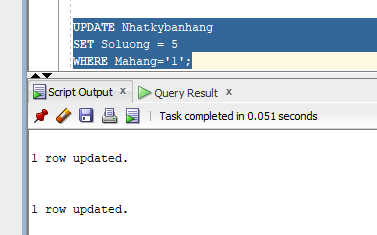 UPDATE Nhatkybanhang
SET Soluong = 5
WHERE Mahang='1';
Script Output x Query Result x
Task completed in 0.051 seconds
1 row updated.
1 row updated.